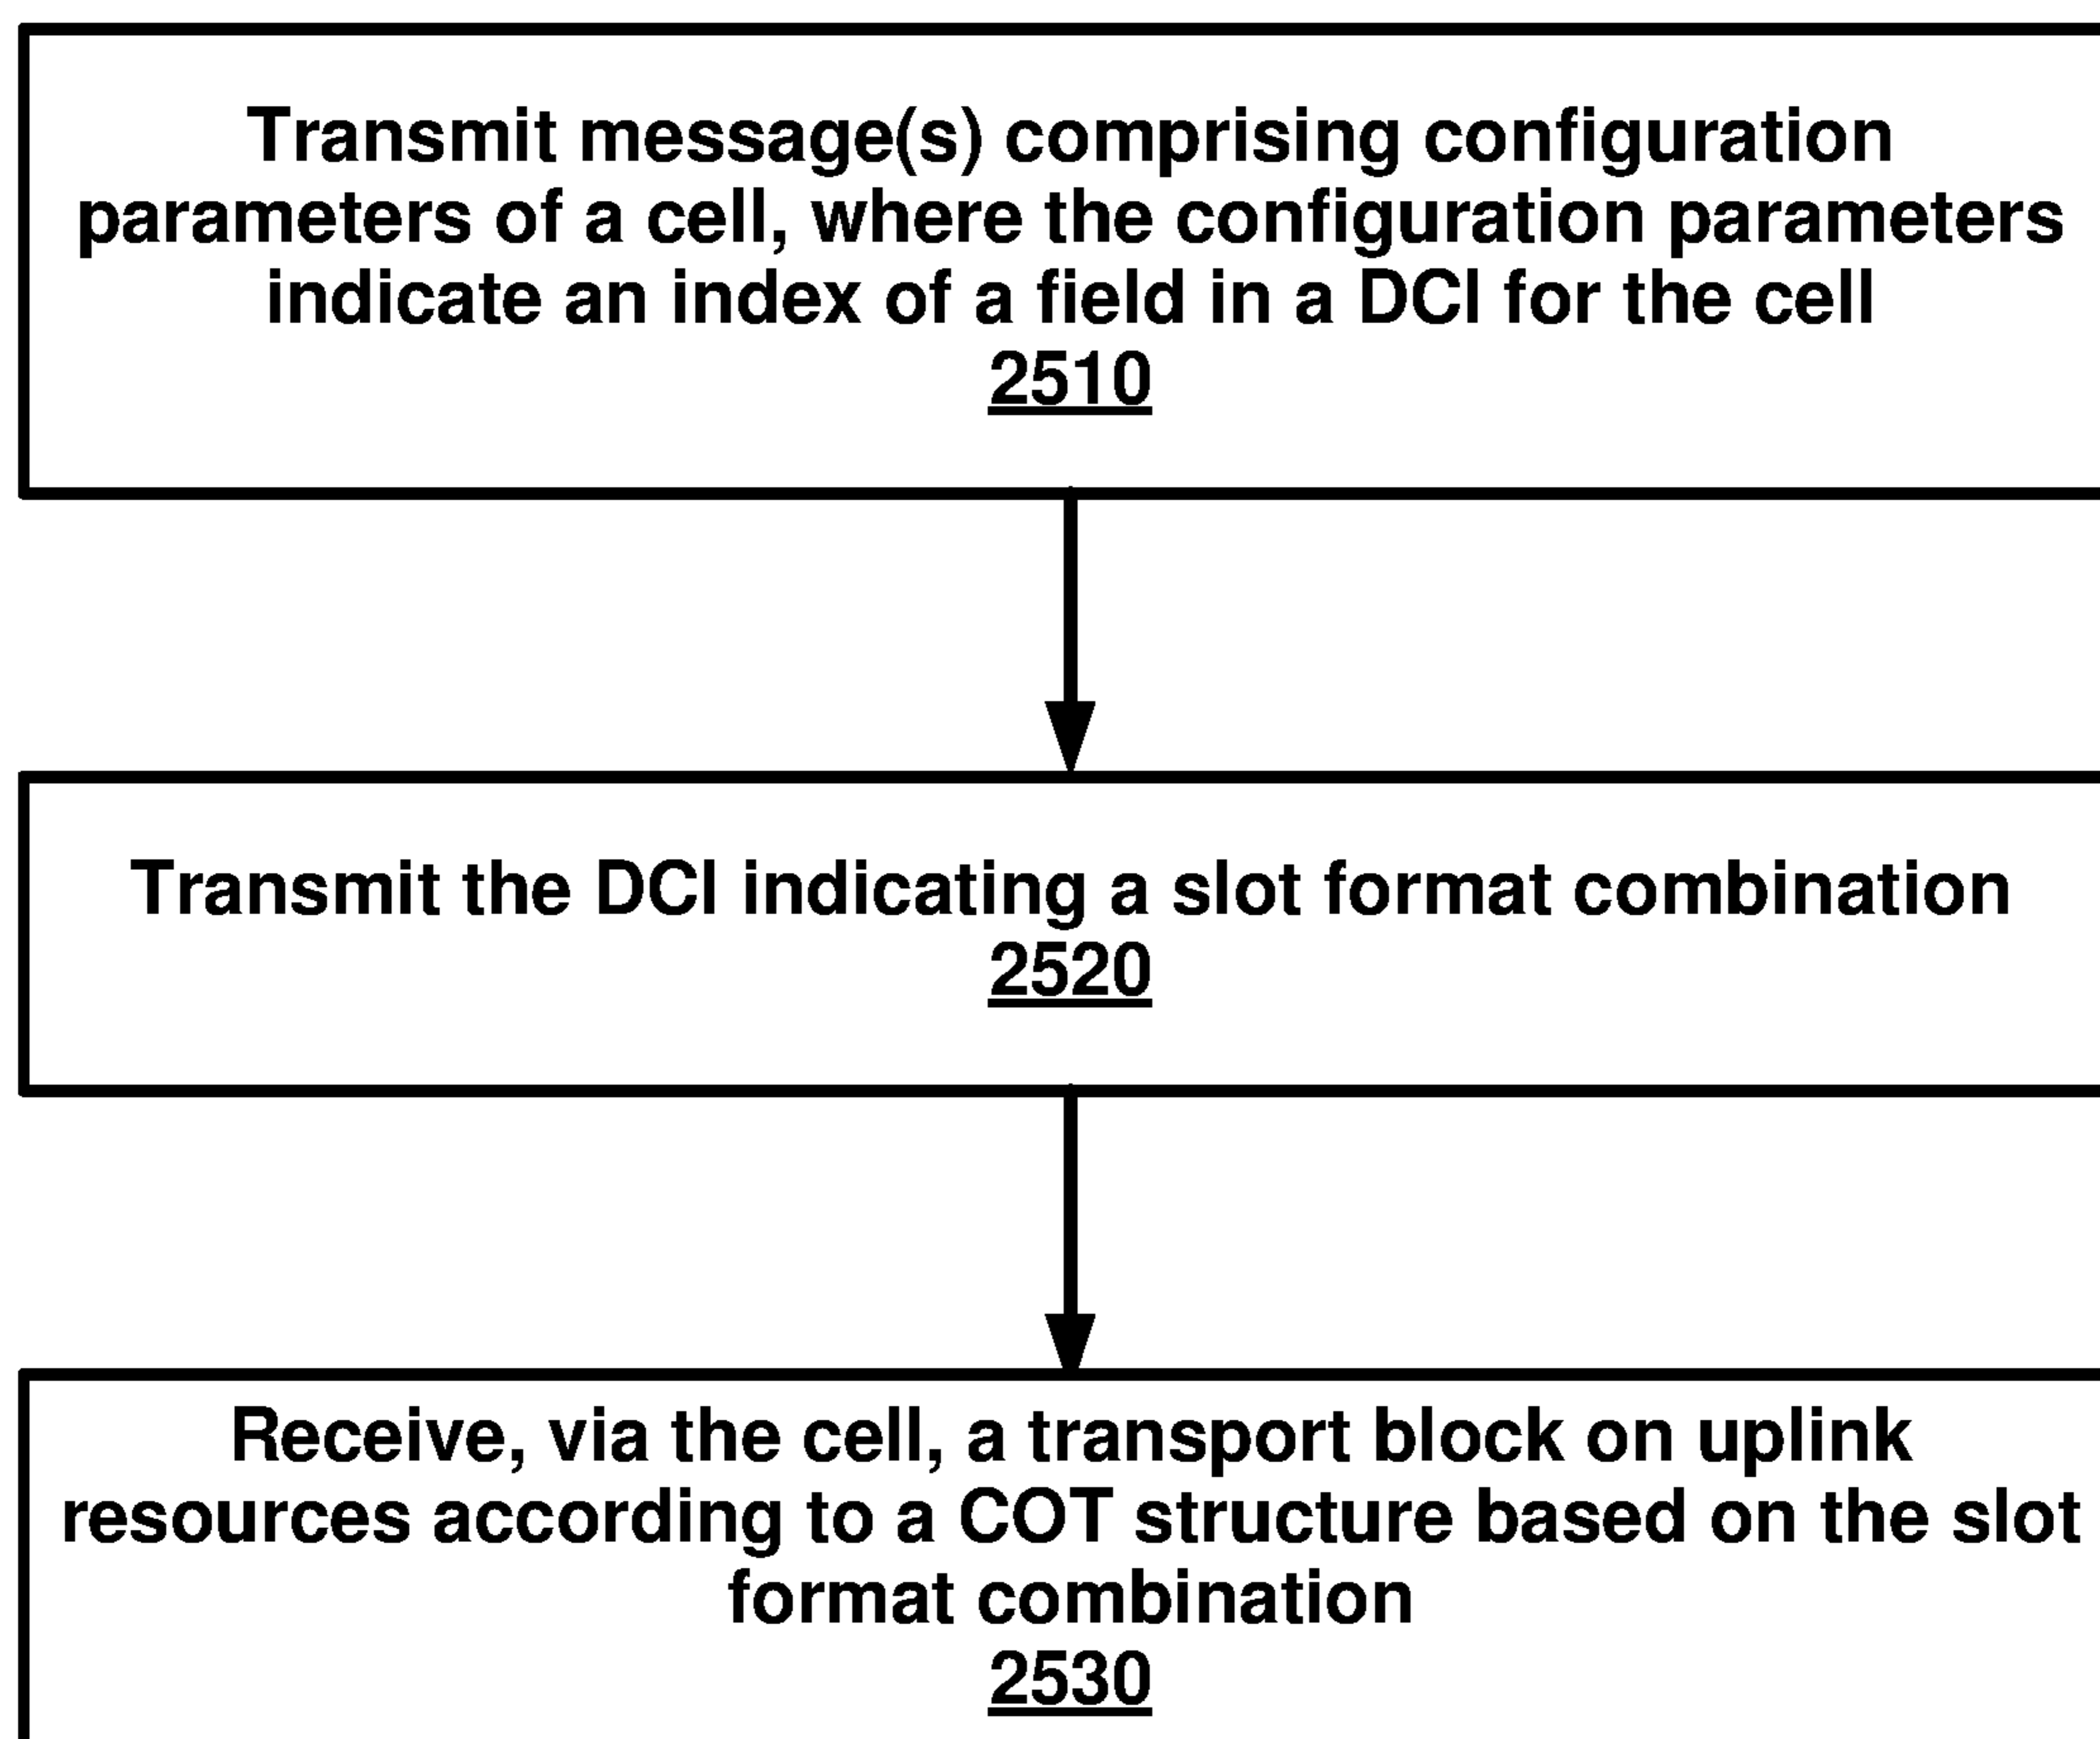 Transmit message(s) comprising configuration
parameters of a cell, where the configuration parameters
indicate an index of a field in a DCI for the cell
2510
Transmit the DCI indicating a slot format combination
2520
Receive, via the cell, a transport block on uplink
resources according to a COT structure based on the slot
format combination
2530